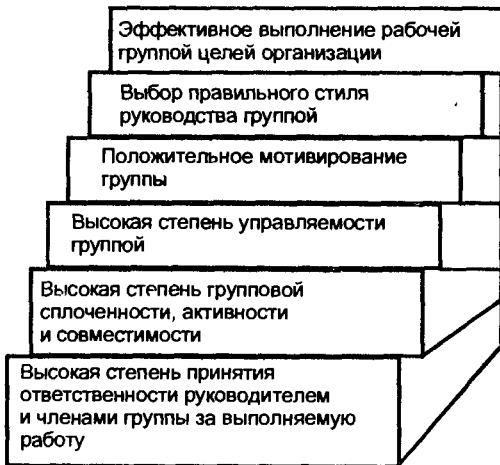 Эффективное выполнение рабочей
группой целей организации
Выбор правильного стиля
руководства группой
Положительное мотивирование
группы
Высокая степень управляемости
группой
Высокая степень групповой
сплоченности, активности
и совместимости
Высокая степень принятия
ответственности руководителем
и членами группы за выполняемую
работу